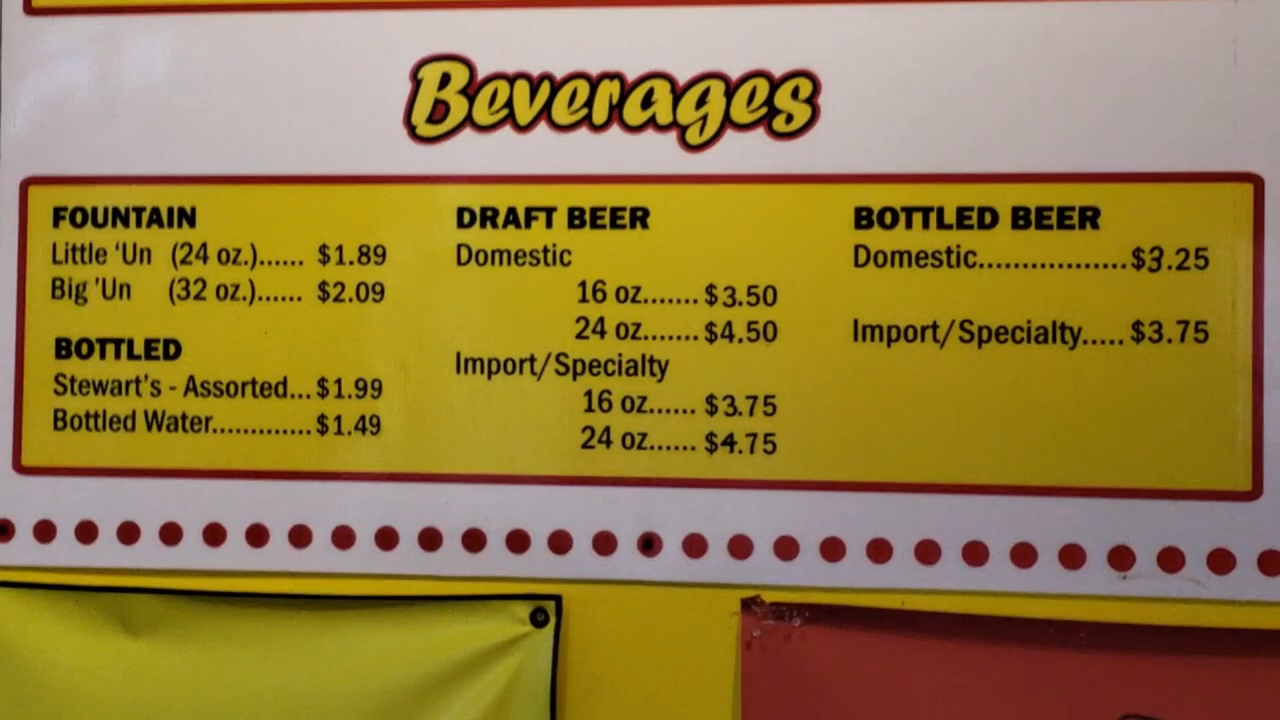 Beverages
FOUNTAIN
Little 'Un (24 oz.)...... $1.89
Big 'Un (32 oz.)...... $2.09
BOTTLED
Stewart's - Assorted... $1.99
Bottled Water............. $1.49
DRAFT BEER
Domestic
16 oz....... $3.50
24 oz....... $4.50
Import/Specialty
16 oz...... $3.75
24 oz...... $4.75
BOTTLED BEER
Domestic.................$3.25
Import/Specialty..... $3.75